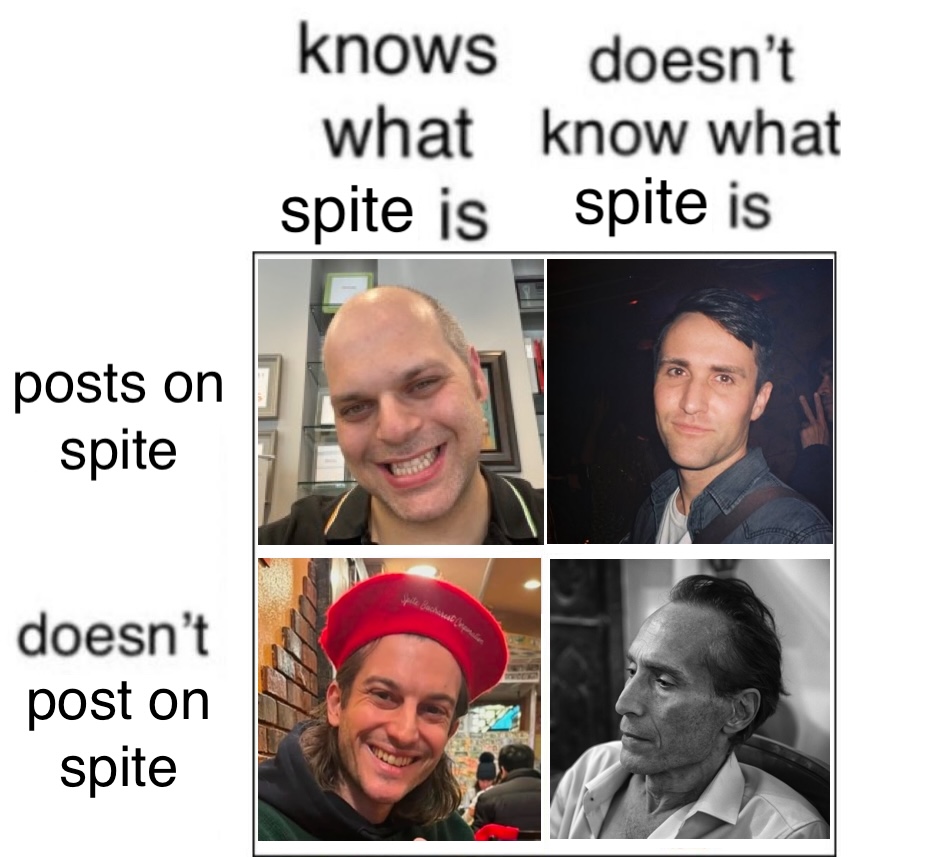 knows
what
spite is
doesn't
know what
spite is
posts on
spite
doesn't
post on
spite